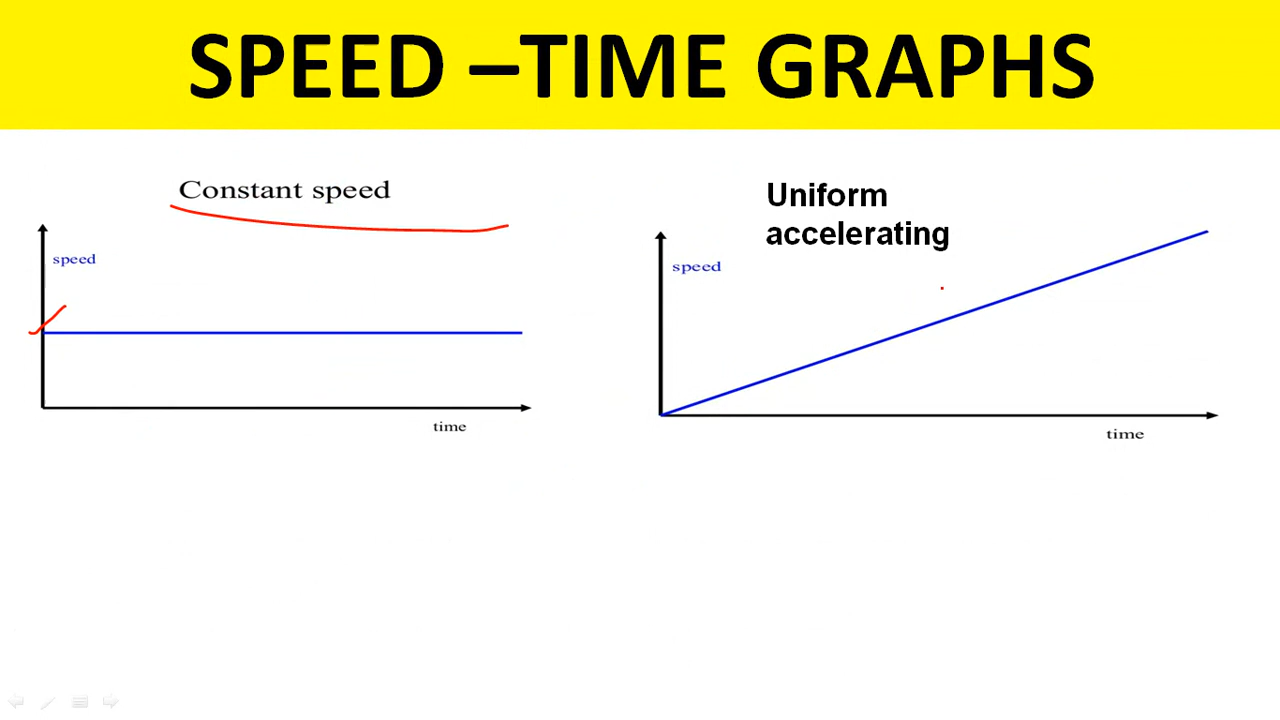 SPEED –TIME GRAPHS
Constant speed
speed
time
Uniform
accelerating
speed
time